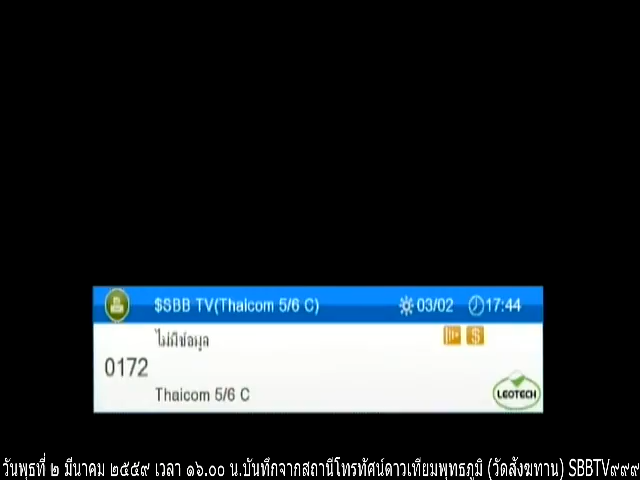 $SBB TV(Thaicom 5/6 C) 03/02 17:44
ไม่มีข้อมูล $
0172
Thaicom 5/6 C
LEOTECH
วันพุธที่ ๒ มีนาคม ๒๕๕๙ เวลา ๑๖.๐๐ น.บันทึกจากสถานีโทรทัศน์ดาวเทียมพุทธภูมิ (วัดสังฆทาน) SBBTV๙๙๙